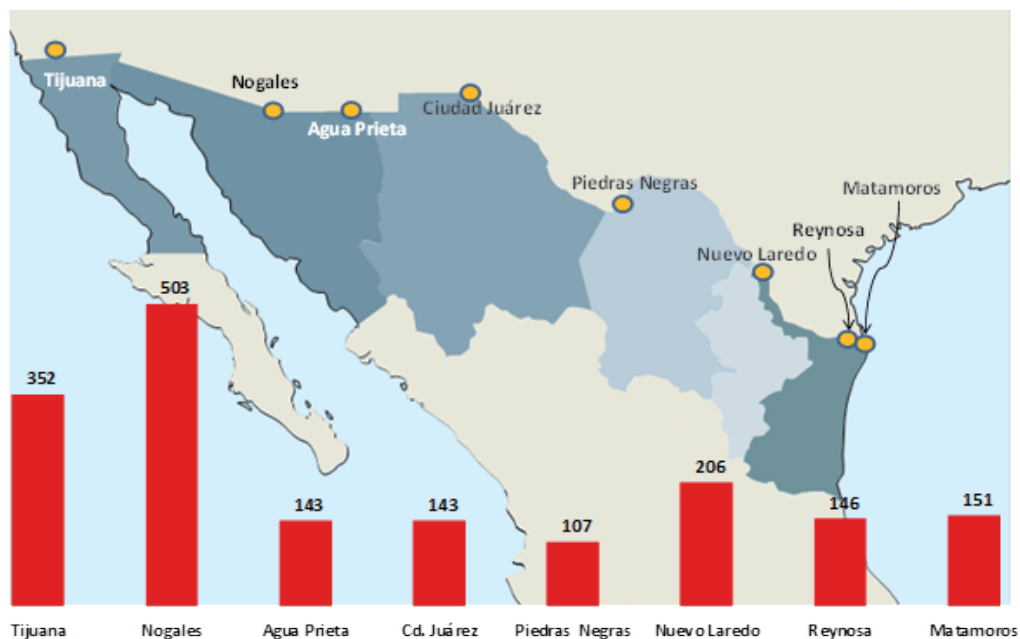 Tijuana
Nogales
Agua Prieta
Ciudad Juárez
Piedras Negras
Matamoros
Reynosa
Nuevo Laredo
352
503
143
143
107
206
146
151
Tijuana
Nogales
Agua Prieta
Cd. Juárez
Piedras Negras
Nuevo Laredo
Reynosa
Matamoros